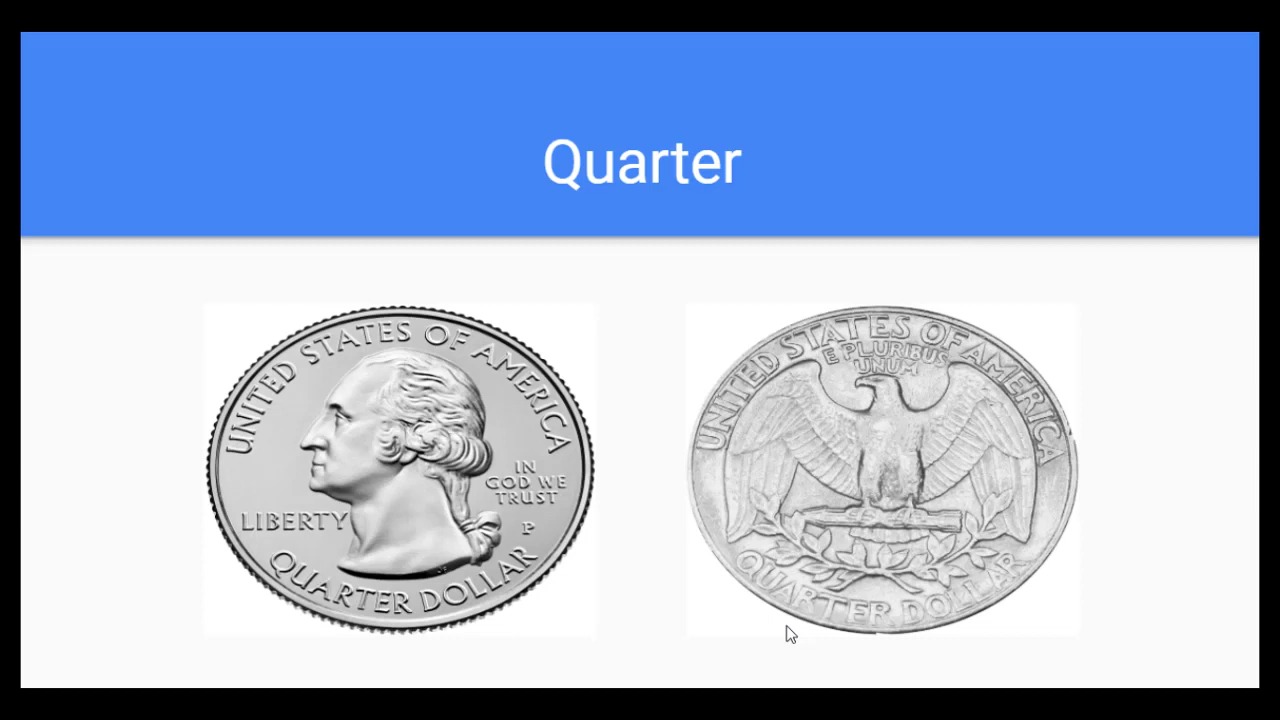 Quarter
UNITED STATES OF AMERICA
LIBERTY
IN
GOD WE
TRUST
P
QUARTER DOLLAR
UNITED STATES OF AMERICA
E PLURIBUS
UNUM
QUARTER DOLLAR